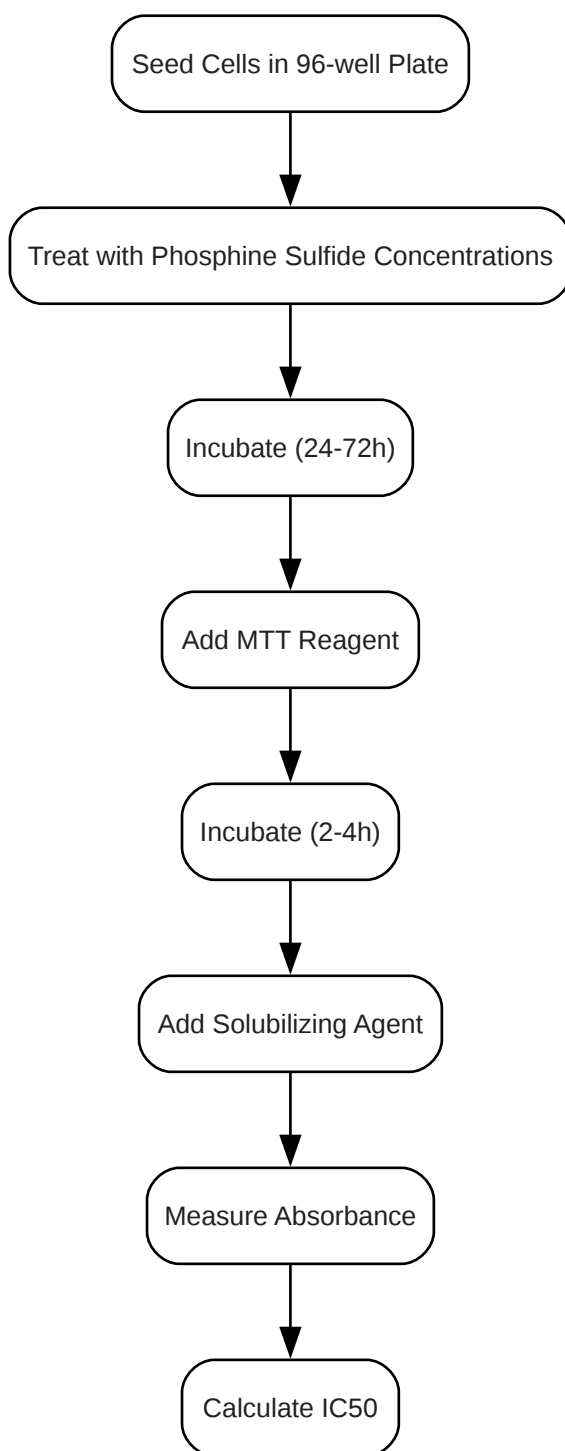 Seed Cells in 96-well Plate
Treat with Phosphine Sulfide Concentrations
Incubate (24-72h)
Add MTT Reagent
Incubate (2-4h)
Add Solubilizing Agent
Measure Absorbance
Calculate IC50